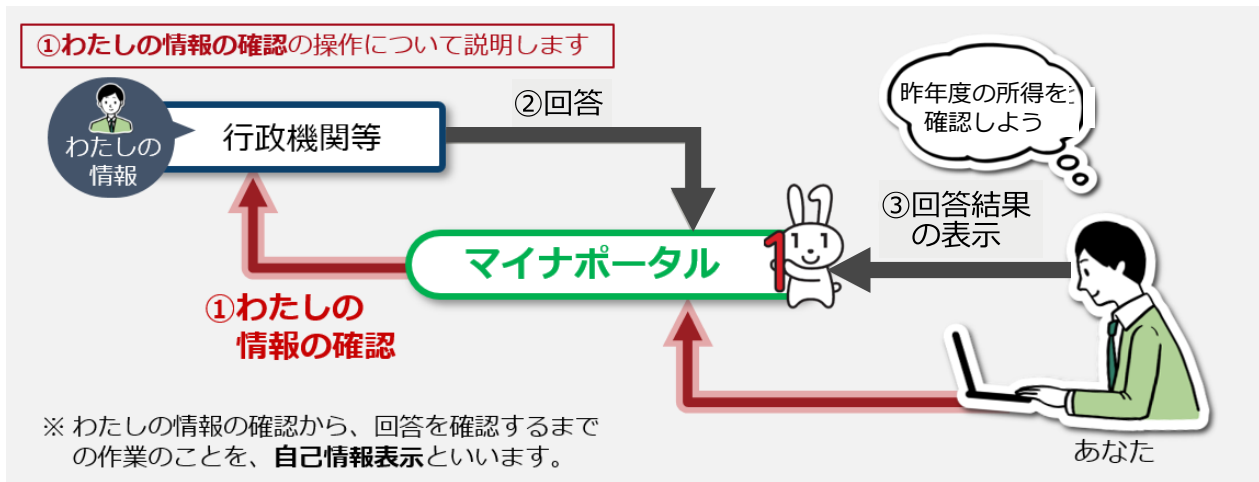 ①わたしの情報の確認の操作について説明します
わたしの
情報
行政機関等
②回答
昨年度の所得を
確認しよう
③回答結果
の表示
マイナポータル
1
①わたしの
情報の確認
※ わたしの情報の確認から、回答を確認するまで
の作業のことを、自己情報表示といいます。
あなた